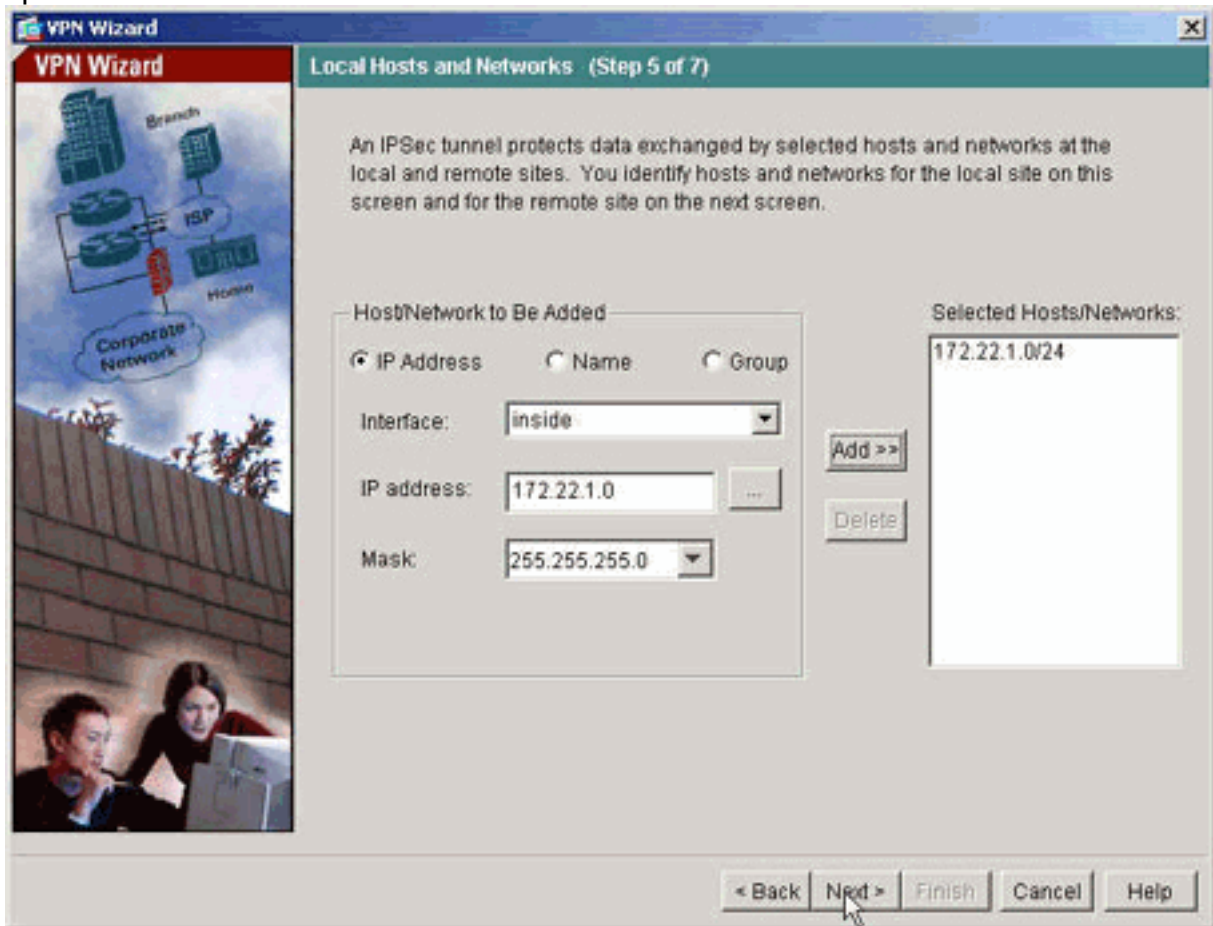 VPN Wizard
VPN Wizard
Local Hosts and Networks (Step 5 of 7)
Branch
ISP
Home
Corporate
Network
An IPSec tunnel protects data exchanged by selected hosts and networks at the
local and remote sites. You identify hosts and networks for the local site on this
screen and for the remote site on the next screen.
Host/Network to Be Added
IP Address Name Group
Interface: inside
IP address: 172.22.1.0 ...
Mask: 255.255.255.0
Add >>
Delete
Selected Hosts/Networks:
172.22.1.0/24
< Back Next > Finish Cancel Help